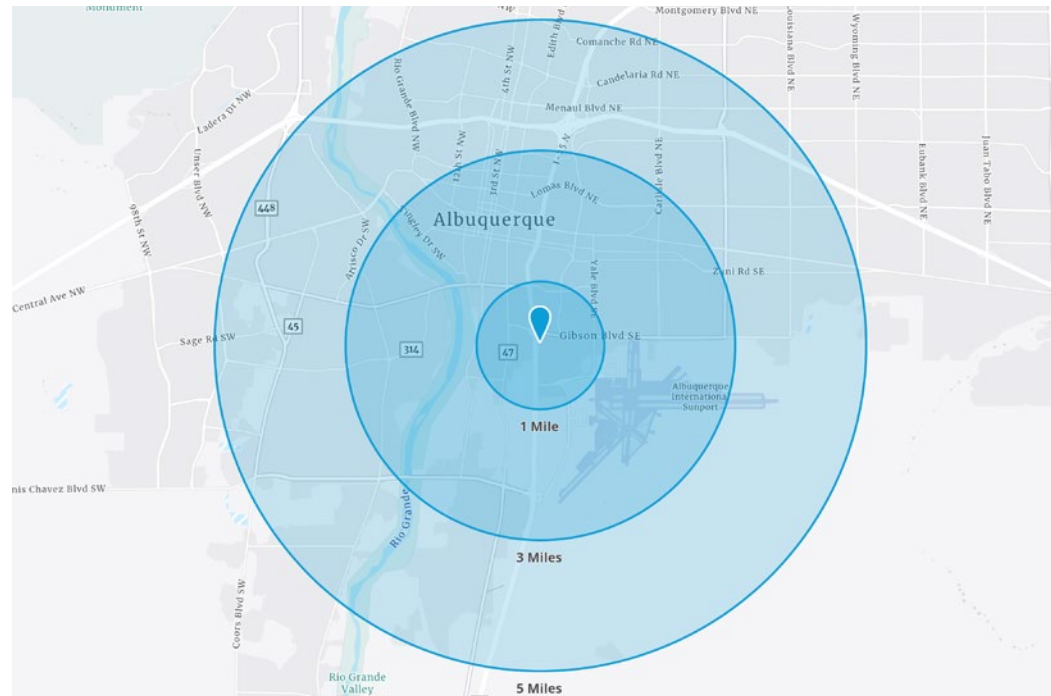 Monument
Montgomery Blvd NE
Comanche Rd NE
Edith Blvd NE
4th St NW
Rio Grande Blvd NW
Candelaria Rd NE
Menaul Blvd NE
Louisiana Blvd NE
Wyoming Blvd NE
Ladera Dr NW
Unser Blvd NW
98th St NW
12th St NW
3rd St NW
I-25 N
Lomas Blvd NE
Carlisle Blvd NE
Eubank Blvd NE
Juan Tabo Blvd NE
448
Albuquerque
Arisco Dr SW
Central Ave NW
Yale Blvd SE
Zuni Rd SE
45
Sage Rd SW
314
47
Gibson Blvd SE
Albuquerque
International
Sunport
1 Mile
nis Chavez Blvd SW
Rio Grande
3 Miles
Coors Blvd SW
Rio Grande
Valley
5 Miles